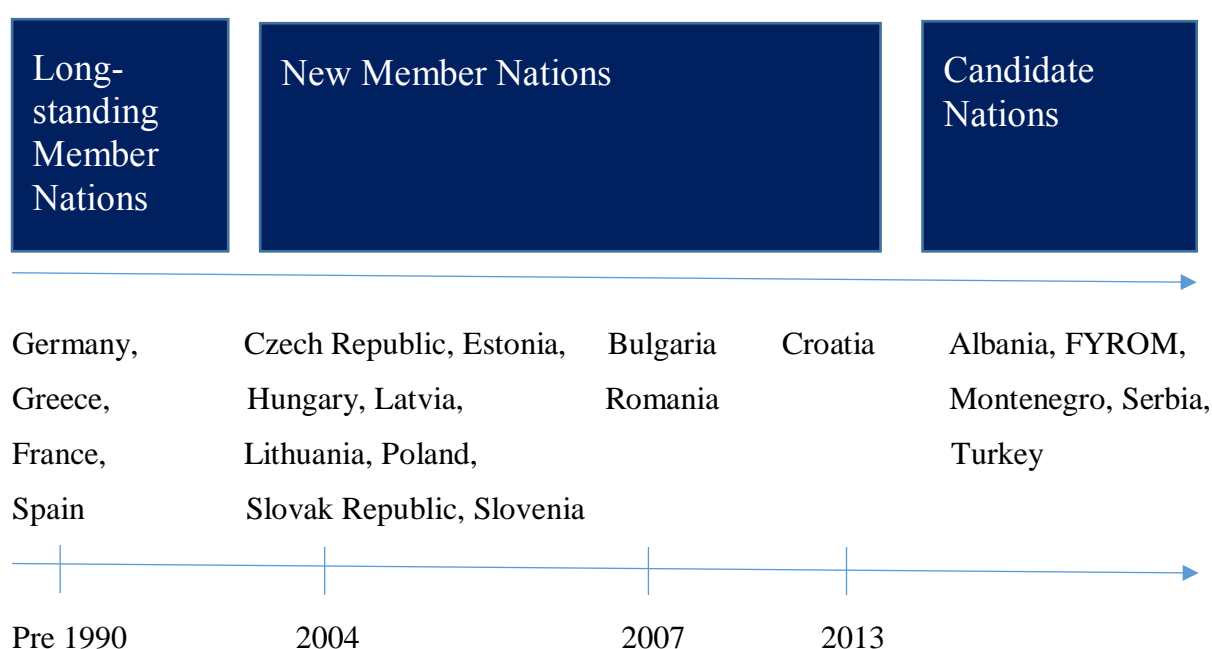 Long-
standing
Member
Nations
New Member Nations
Candidate
Nations
Germany, Czech Republic, Estonia, Bulgaria Croatia Albania, FYROM,
Greece, Hungary, Latvia, Romania Montenegro, Serbia,
France, Lithuania, Poland, Turkey
Spain Slovak Republic, Slovenia
Pre 1990 2004 2007 2013